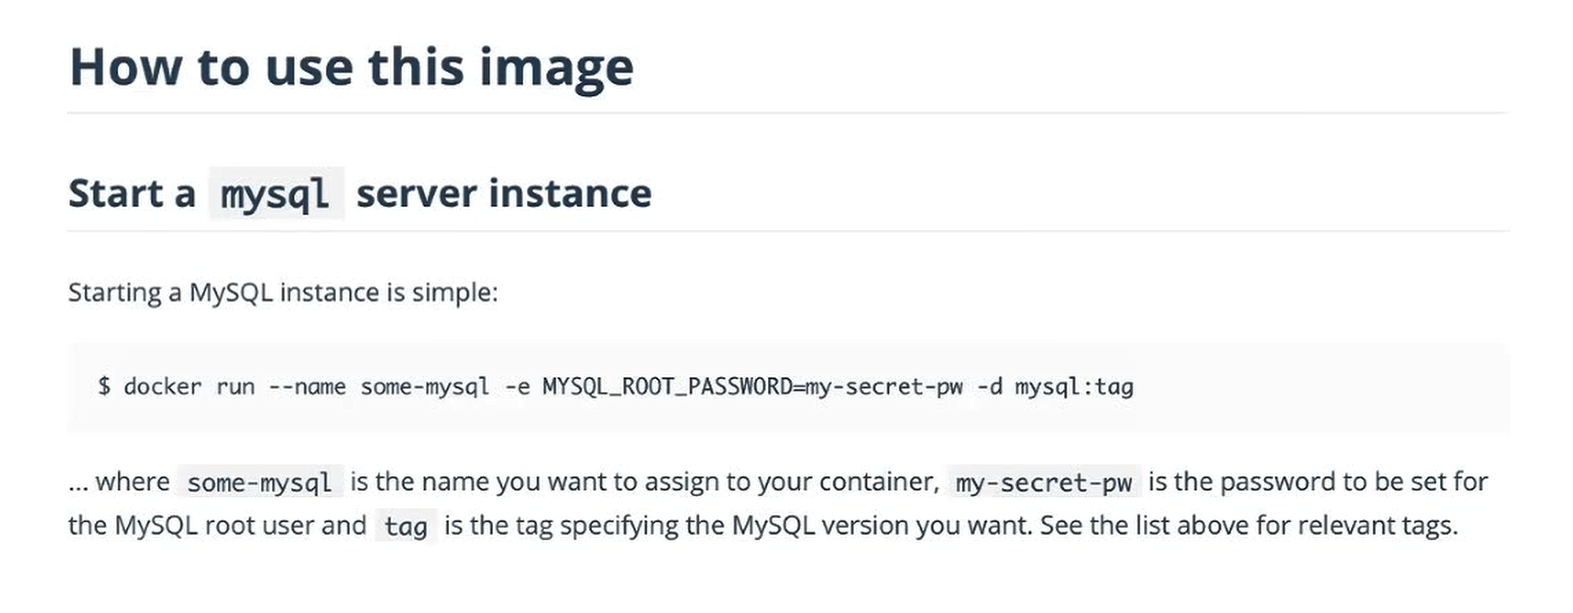 How to use this image
Start a mysql server instance
Starting a MySQL instance is simple:
$ docker run --name some-mysql -e MYSQL_ROOT_PASSWORD=my-secret-pw -d mysql:tag
... where some-mysql is the name you want to assign to your container, my-secret-pw is the password to be set for
the MySQL root user and tag is the tag specifying the MySQL version you want. See the list above for relevant tags.